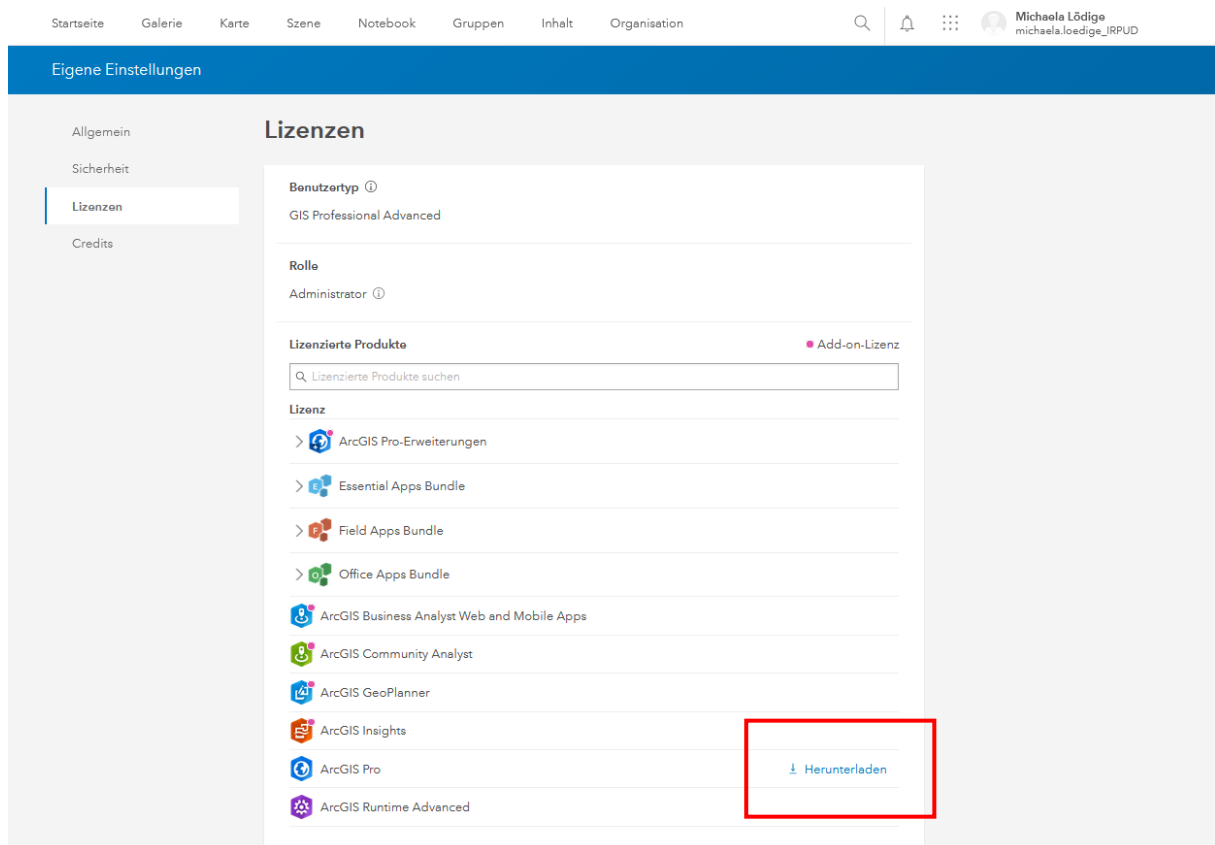 Startseite Galerie Karte Szene Notebook Gruppen Inhalt Organisation Michaela Lödige
michaela.loedige_IRPUD
Eigene Einstellungen
Allgemein
Sicherheit
Lizenzen
Credits
Lizenzen
Benutzertyp
GIS Professional Advanced
Rolle
Administrator
Lizenzierte Produkte Add-on-Lizenz
Lizenzierte Produkte suchen
Lizenz
ArcGIS Pro-Erweiterungen
Essential Apps Bundle
Field Apps Bundle
Office Apps Bundle
ArcGIS Business Analyst Web and Mobile Apps
ArcGIS Community Analyst
ArcGIS GeoPlanner
ArcGIS Insights
ArcGIS Pro Herunterladen
ArcGIS Runtime Advanced